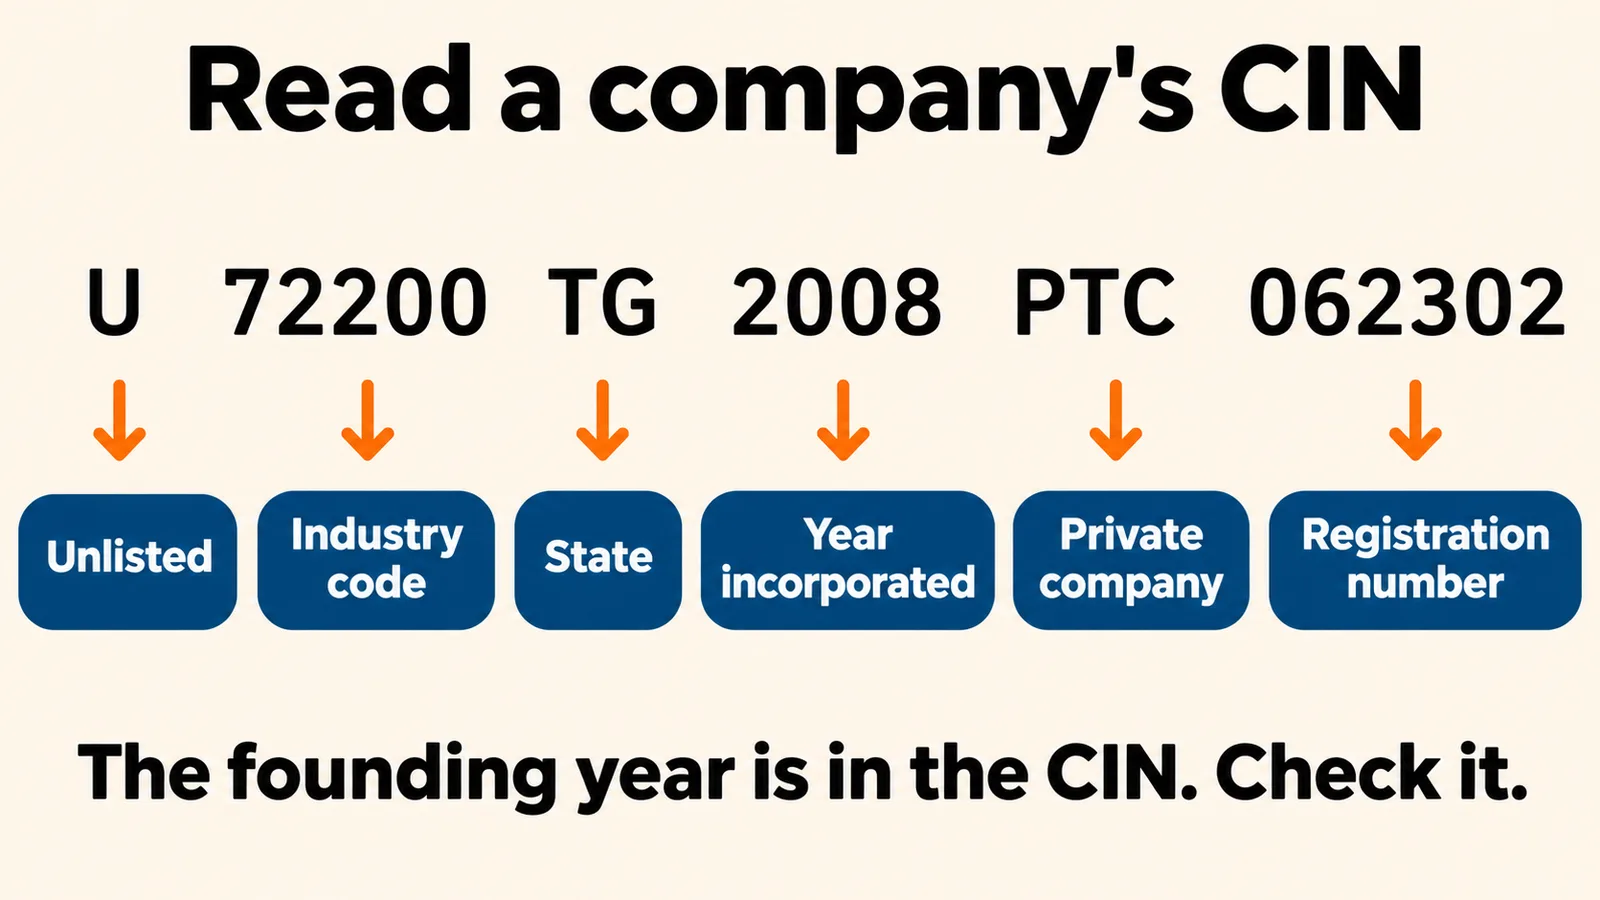 Read a company's CIN
U 72200 TG 2008 PTC 062302
Unlisted
Industry
code
State
Year
incorporated
Private
company
Registration
number
The founding year is in the CIN. Check it.